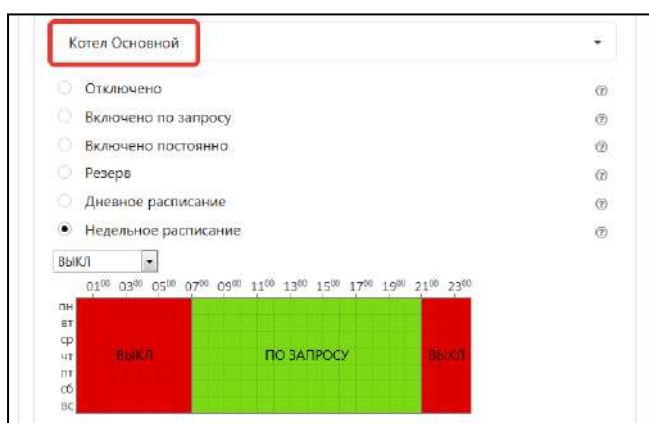 Котел Основной
Отключено
Включено по запросу
Включено постоянно
Резерв
Дневное расписание
Недельное расписание
ВЫКЛ
01⁰⁰ 03⁰⁰ 05⁰⁰ 07⁰⁰ 09⁰⁰ 11⁰⁰ 13⁰⁰ 15⁰⁰ 17⁰⁰ 19⁰⁰ 21⁰⁰ 23⁰⁰
пн
вт
ср
чт ВЫКЛ ПО ЗАПРОСУ ВЫКЛ
пт
сб
вс